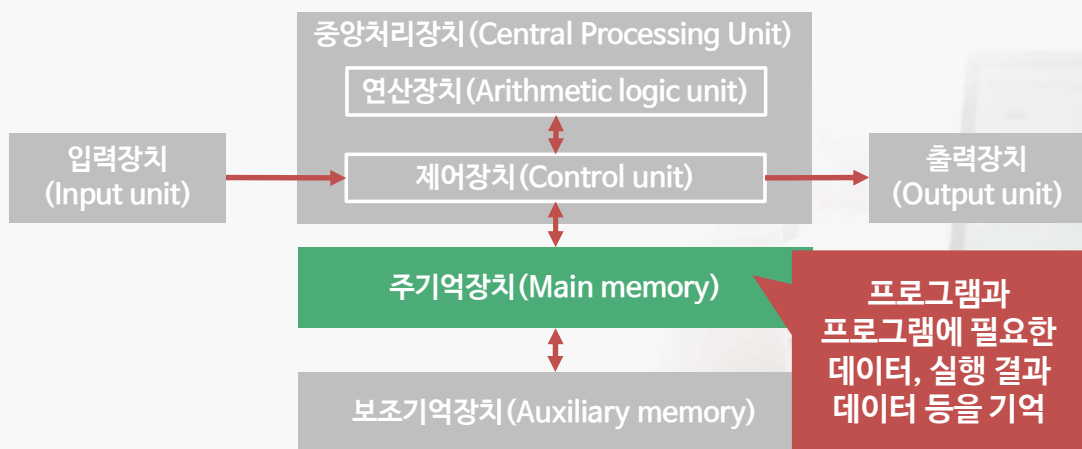 중앙처리장치(Central Processing Unit)
연산장치(Arithmetic logic unit)
입력장치
(Input unit)
제어장치(Control unit)
출력장치
(Output unit)
주기억장치(Main memory)
프로그램과
프로그램에 필요한
데이터, 실행 결과
데이터 등을 기억
보조기억장치(Auxiliary memory)